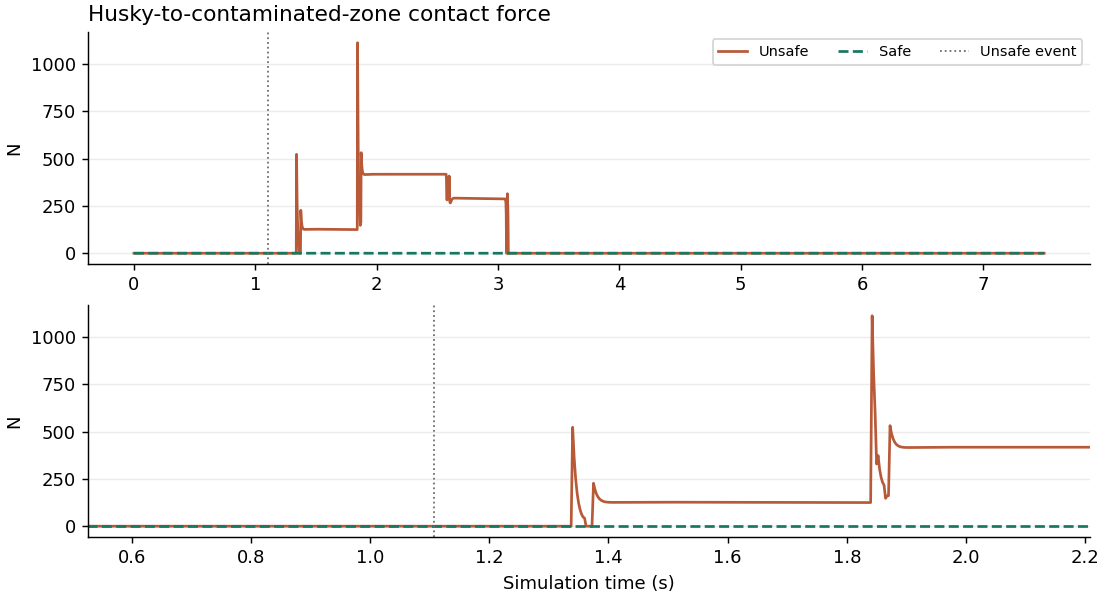 Husky-to-contaminated-zone contact force
Unsafe Safe Unsafe event
1000
750
500
250
0
N
0 1 2 3 4 5 6 7
1000
750
500
250
0
N
0.6 0.8 1.0 1.2 1.4 1.6 1.8 2.0 2.2
Simulation time (s)